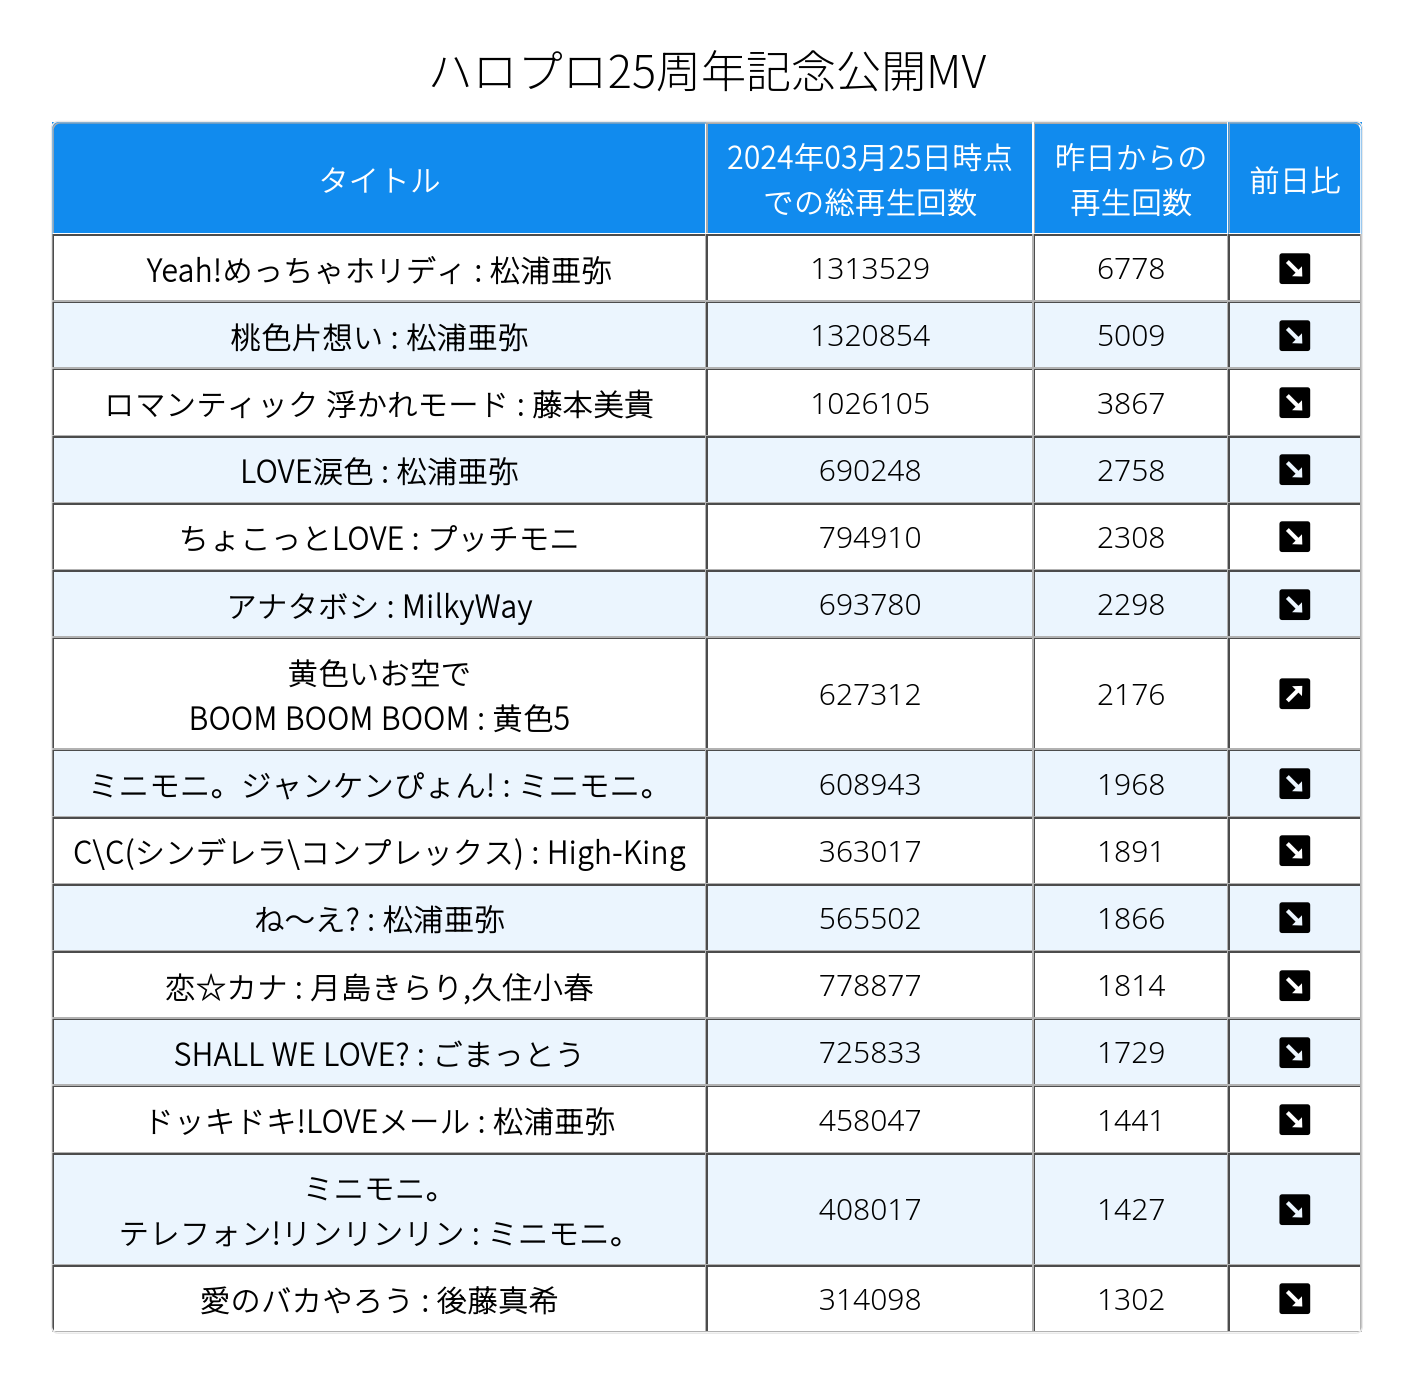 ハロプロ25周年記念公開MV
タイトル
2024年03月25日時点
での総再生回数
昨日からの
再生回数
前日比
Yeah!めっちゃホリディ : 松浦亜弥
1313529
6778
桃色片想い : 松浦亜弥
1320854
5009
ロマンティック 浮かれモード : 藤本美貴
1026105
3867
LOVE涙色 : 松浦亜弥
690248
2758
ちょこっとLOVE : プッチモニ
794910
2308
アナタボシ : MilkyWay
693780
2298
黄色いお空で
BOOM BOOM BOOM : 黄色5
627312
2176
ミニモニ。ジャンケンぴょん! : ミニモニ。
608943
1968
C\C(シンデレラ\コンプレックス) : High-King
363017
1891
ね～え? : 松浦亜弥
565502
1866
恋☆カナ : 月島きらり,久住小春
778877
1814
SHALL WE LOVE? : ごまっとう
725833
1729
ドッキドキ!LOVEメール : 松浦亜弥
458047
1441
ミニモニ。
テレフォン!リンリンリン : ミニモニ。
408017
1427
愛のバカやろう : 後藤真希
314098
1302